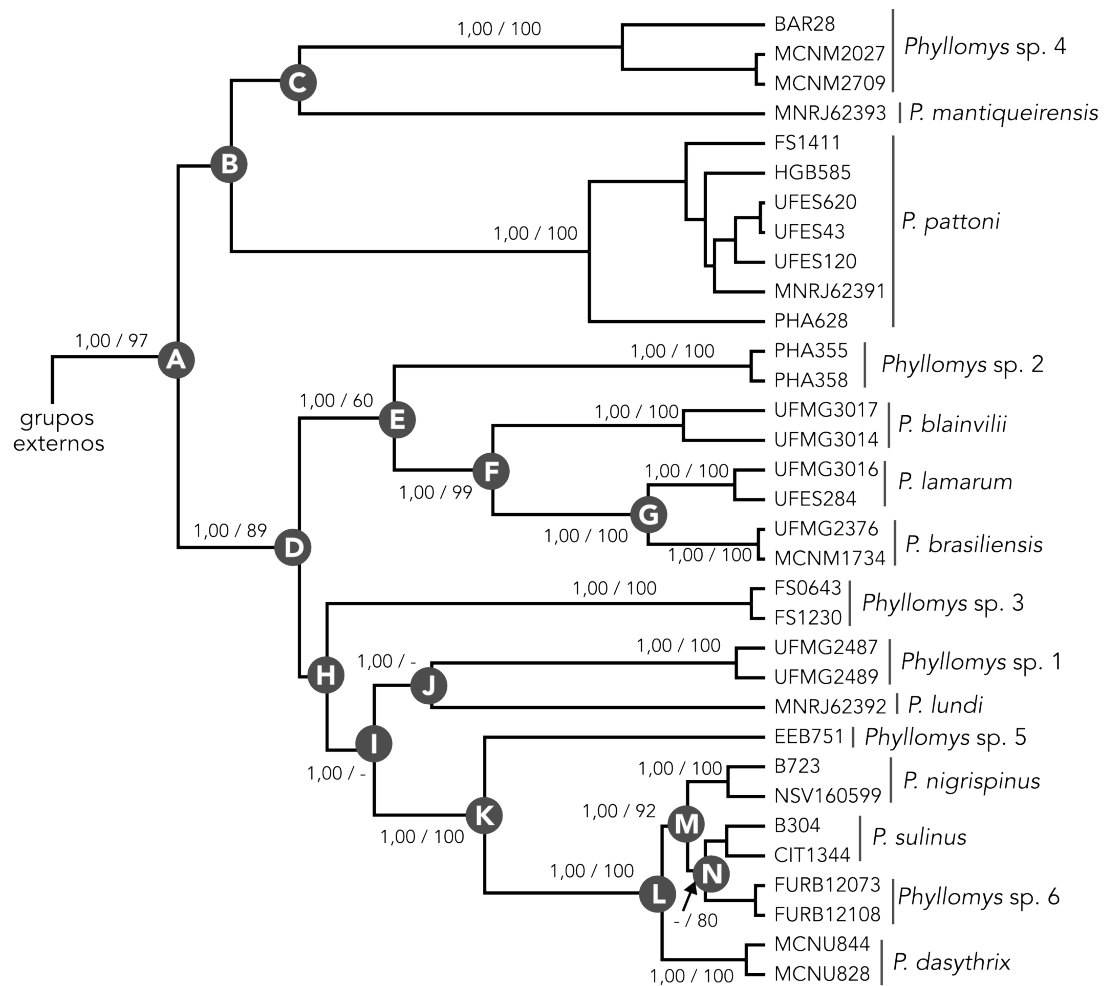 1,00 / 100
BAR28
MCNM2027
MCNM2709
Phyllomys sp. 4
C
MNRJ62393
P. mantiqueirensis
B
FS1411
HGB585
UFES620
UFES43
UFES120
MNRJ62391
PHA628
P. pattoni
1,00 / 100
1,00 / 97
A
grupos
externos
1,00 / 100
PHA355
PHA358
Phyllomys sp. 2
1,00 / 60
E
1,00 / 100
UFMG3017
UFMG3014
P. blainvilii
F
1,00 / 99
1,00 / 100
UFMG3016
UFES284
P. lamarum
G
1,00 / 100
UFMG2376
MCNM1734
P. brasiliensis
1,00 / 100
1,00 / 89
D
1,00 / 100
FS0643
FS1230
Phyllomys sp. 3
H
1,00 / -
J
1,00 / 100
UFMG2487
UFMG2489
Phyllomys sp. 1
MNRJ62392
P. lundi
I
1,00 / -
EEB751
Phyllomys sp. 5
K
1,00 / 100
1,00 / 100
B723
NSV160599
P. nigrispinus
1,00 / 92
M
B304
CIT1344
P. sulinus
N
- / 80
FURB12073
FURB12108
Phyllomys sp. 6
1,00 / 100
L
MCNU844
MCNU828
P. dasythrix
1,00 / 100